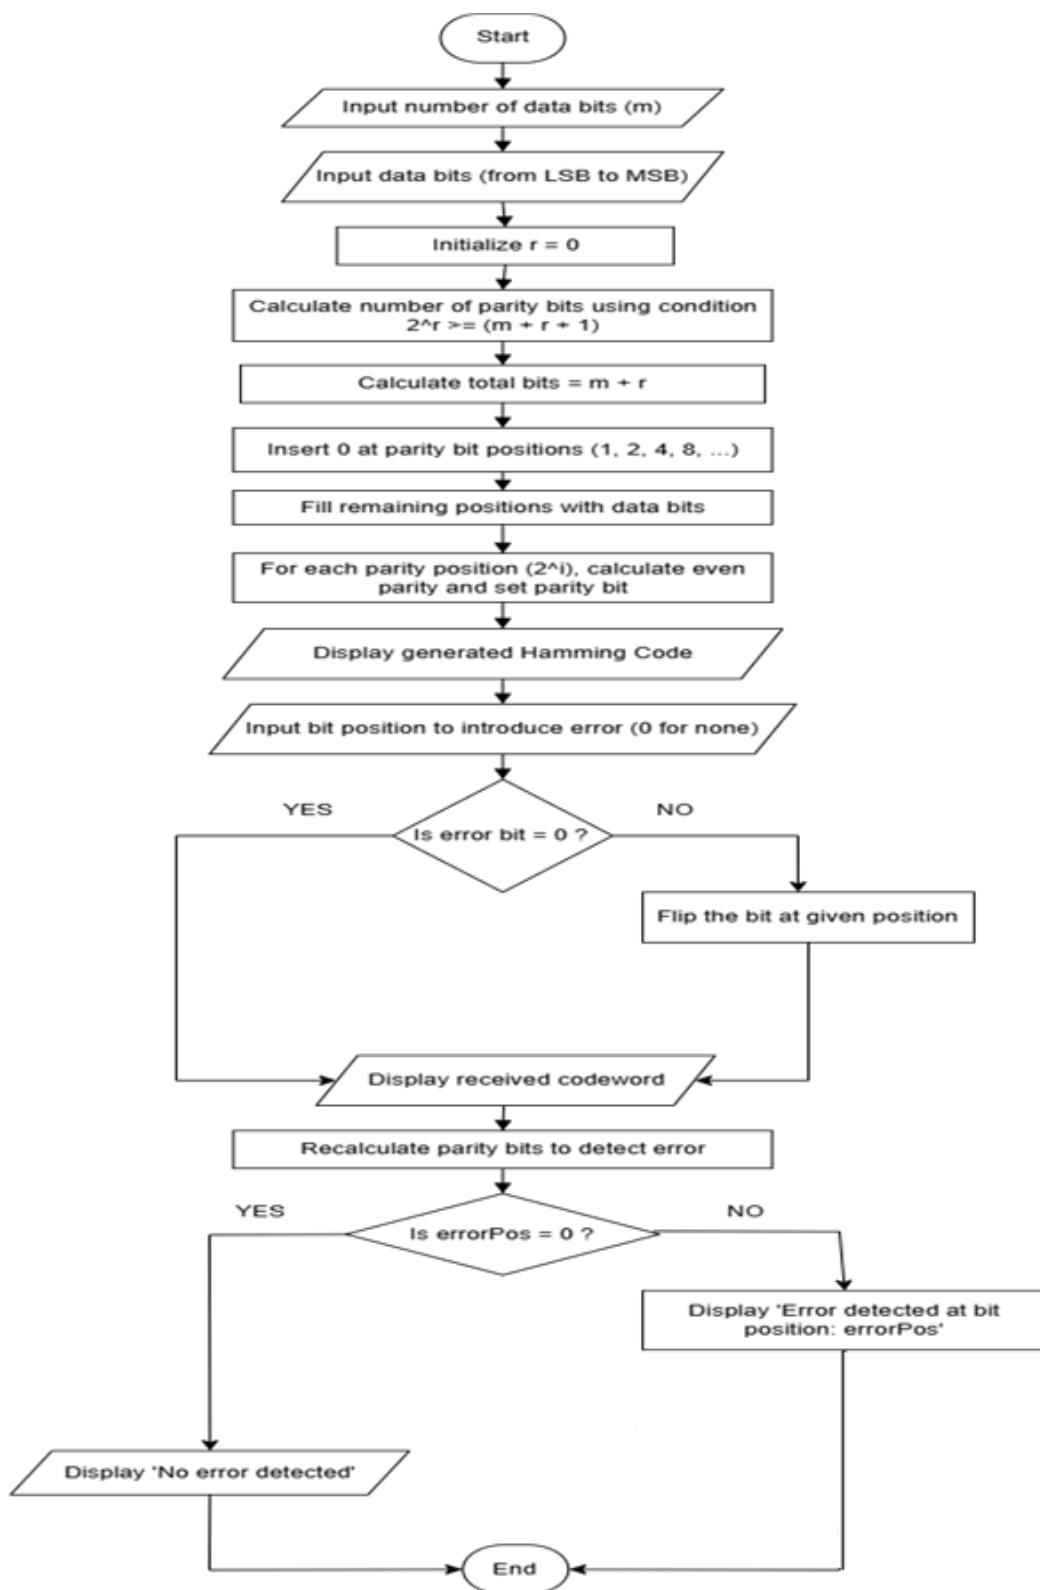 Start
Input number of data bits (m)
Input data bits (from LSB to MSB)
Initialize r = 0
Calculate number of parity bits using condition
2^r >= (m + r + 1)
Calculate total bits = m + r
Insert 0 at parity bit positions (1, 2, 4, 8, ...)
Fill remaining positions with data bits
For each parity position (2^i), calculate even
parity and set parity bit
Display generated Hamming Code
Input bit position to introduce error (0 for none)
YES
NO
Is error bit = 0 ?
Flip the bit at given position
Display received codeword
Recalculate parity bits to detect error
YES
NO
Is errorPos = 0 ?
Display 'Error detected at bit
position: errorPos'
Display 'No error detected'
End